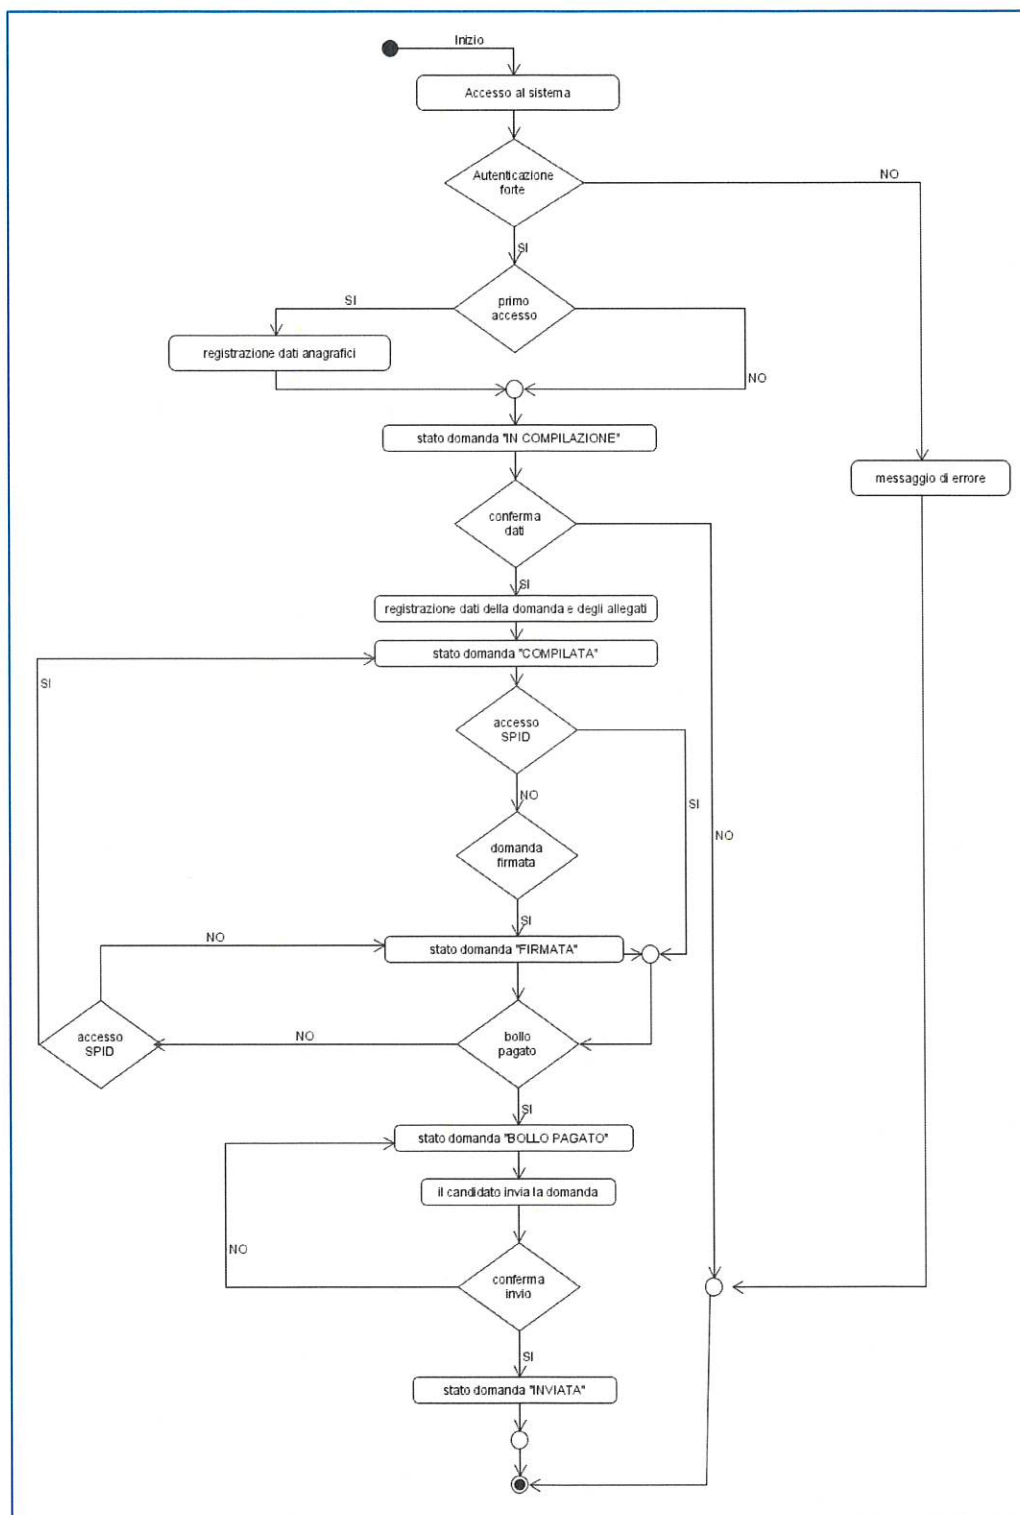 Inizio
Accesso al sistema
Autenticazione
forte
NO
SI
primo
accesso
SI
registrazione dati anagrafici
NO
stato domanda "IN COMPILAZIONE"
messaggio di errore
conferma
dati
SI
registrazione dati della domanda e degli allegati
stato domanda "COMPILATA"
SI
accesso
SPID
NO
SI
NO
domanda
firmata
SI
NO
stato domanda "FIRMATA"
accesso
SPID
NO
bollo
pagato
SI
stato domanda "BOLLO PAGATO"
il candidato invia la domanda
NO
conferma
invio
SI
stato domanda "INVIATA"